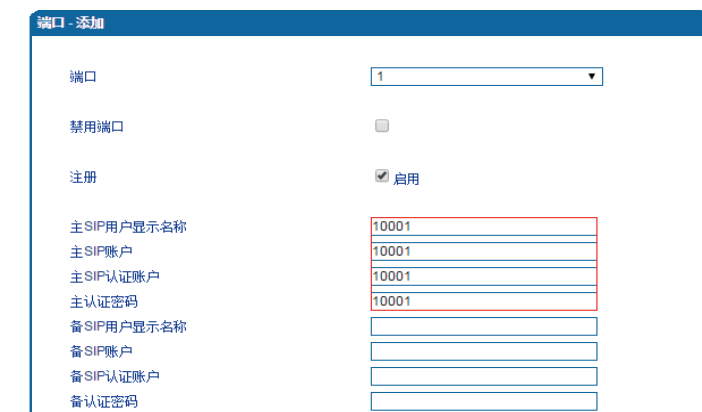 端口 - 添加
端口 1
禁用端口
注册 启用
主SIP用户显示名称 10001
主SIP账户 10001
主SIP认证账户 10001
主认证密码 10001
备SIP用户显示名称
备SIP账户
备SIP认证账户
备认证密码